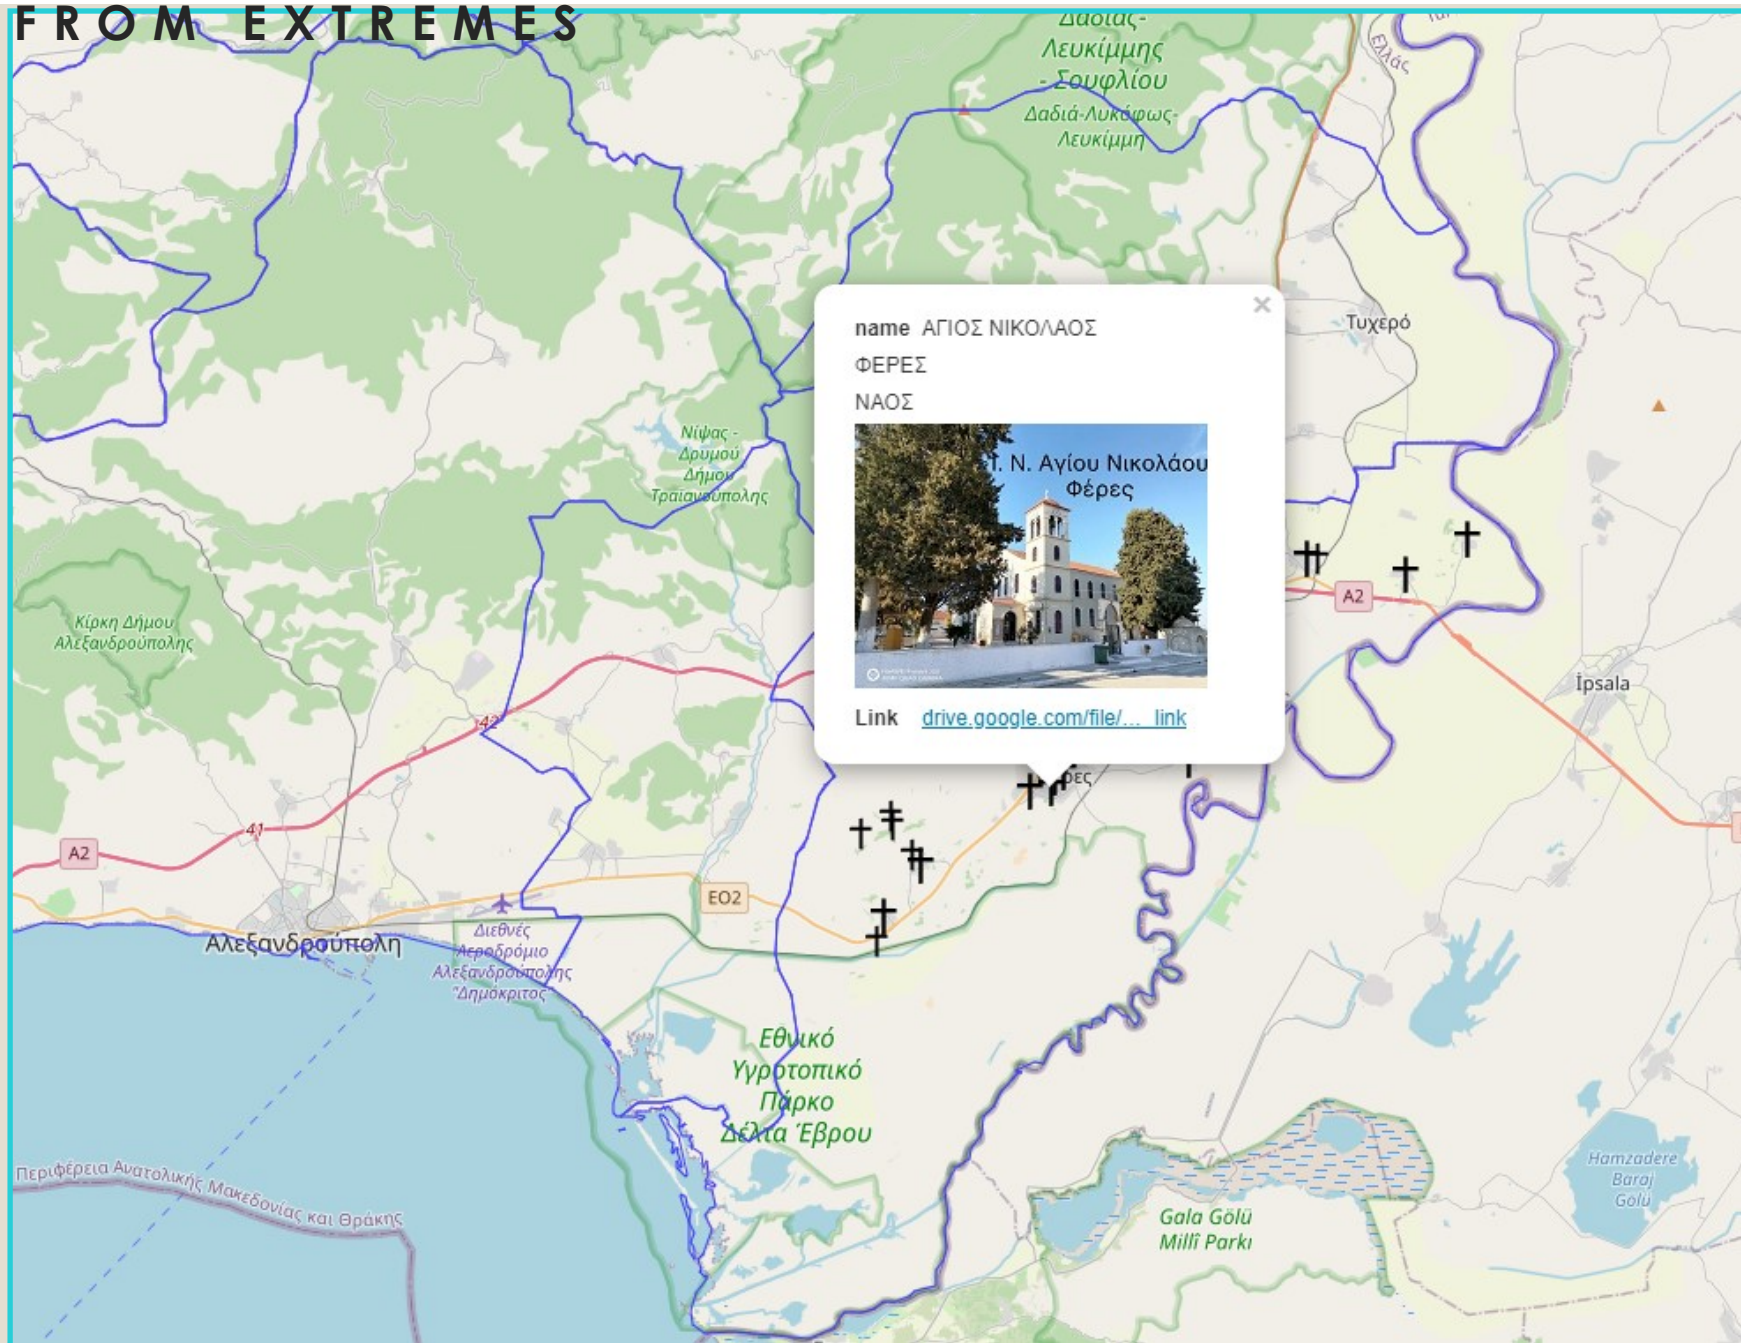 FROM EXTREMES
Δαδιάς-
Λευκίμμης
- Σουφλίου
Δαδιά-Λυκόφως-
Λευκίμμη
Ελλάς
Τυχερό
name ΑΓΙΟΣ ΝΙΚΟΛΑΟΣ
ΦΕΡΕΣ
ΝΑΟΣ
Ι. Ν. Αγίου Νικολάου
Φέρες
Link drive.google.com/file/... link
×
Νίψας -
Δρυμού
Δήμου
Τραϊανούπολης
Κίρκη Δήμου
Αλεξανδρούπολης
A2
İpsala
42
41
A2
ρες
EO2
Αλεξανδρούπολη
Διεθνές
Αεροδρόμιο
Αλεξανδρούπολης
"Δημόκριτος"
Εθνικό
Υγροτοπικό
Πάρκο
Δέλτα Έβρου
Περιφέρεια Ανατολικής Μακεδονίας και Θράκης
Gala Gölü
Millî Parkı
Hamzadere
Baraj
Gölü